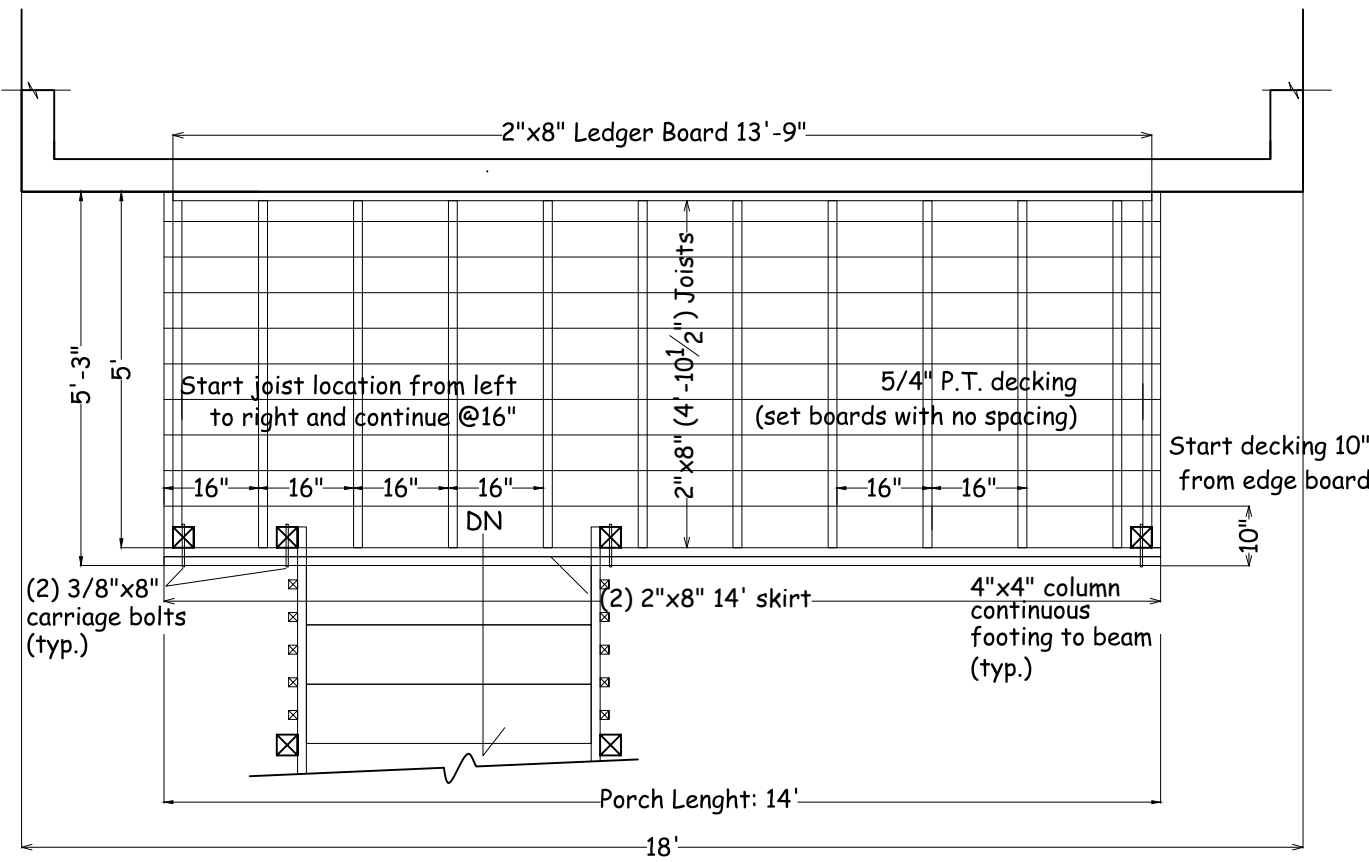 2"x8" Ledger Board 13'-9"
5'-3"
5'
2"x8" (4'-10 1/2") Joists
Start joist location from left
to right and continue @16"
5/4" P.T. decking
(set boards with no spacing)
Start decking 10"
from edge board
16"
16"
16"
16"
16"
16"
DN
10"
(2) 3/8"x8"
carriage bolts
(typ.)
(2) 2"x8" 14' skirt
4"x4" column
continuous
footing to beam
(typ.)
Porch Lenght: 14'
18'